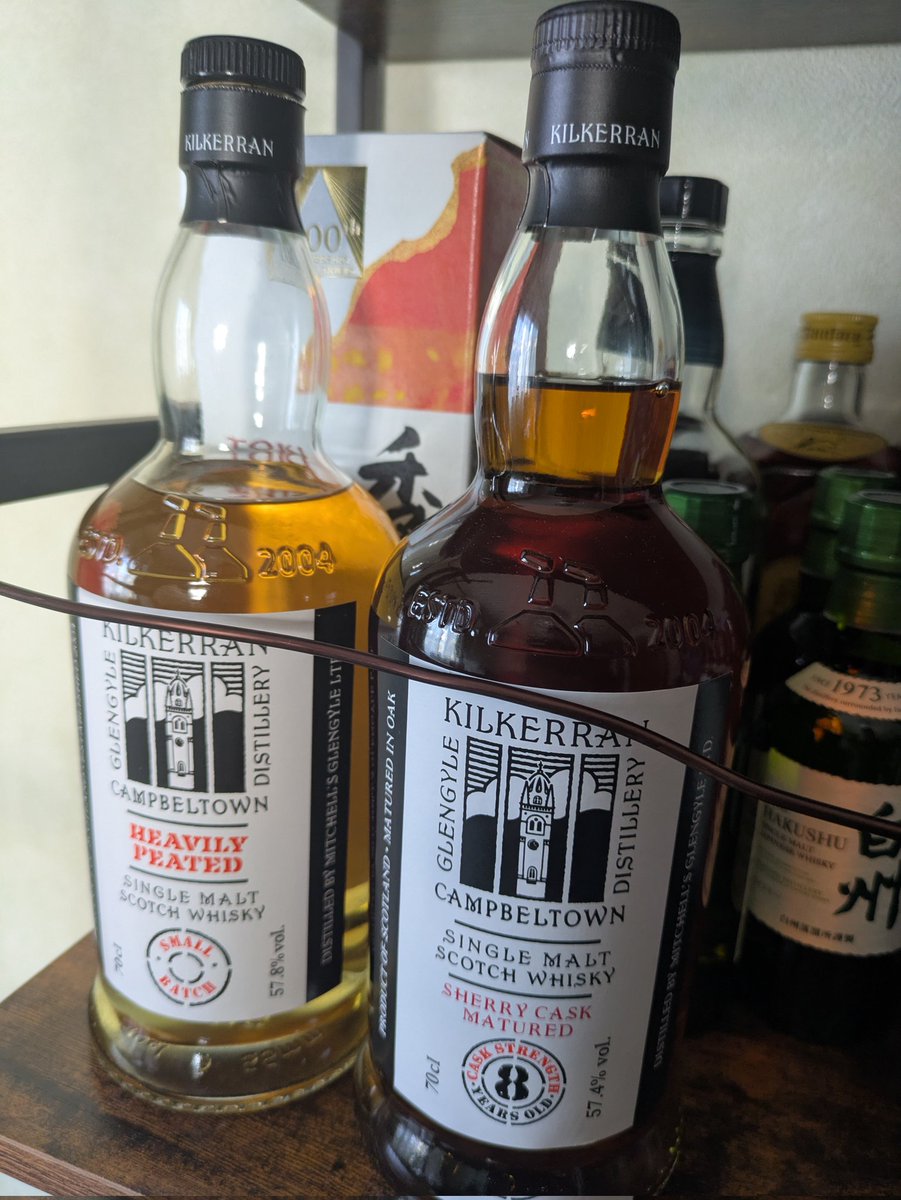 KILKERRAN
ESTD. 2004
KILKERRAN
GLENGYLE
DISTILLERY
CAMPBELTOWN
HEAVILY
PEATED
SINGLE MALT
SCOTCH WHISKY
SMALL
BATCH
70cl
57.8% vol.
DISTILLED BY MITCHELL'S GLENGYLE LTD
KILKERRAN
ESTD. 2004
KILKERRAN
GLENGYLE
DISTILLERY
CAMPBELTOWN
SINGLE MALT
SCOTCH WHISKY
SHERRY CASK
MATURED
CASK STRENGTH
8
YEARS OLD
70cl
57.4% vol.
PRODUCT OF SCOTLAND • MATURED IN OAK
DISTILLED BY MITCHELL'S GLENGYLE LTD
響
1973
HAKUSHU
SINGLE MALT
JAPANESE WHISKY
白州